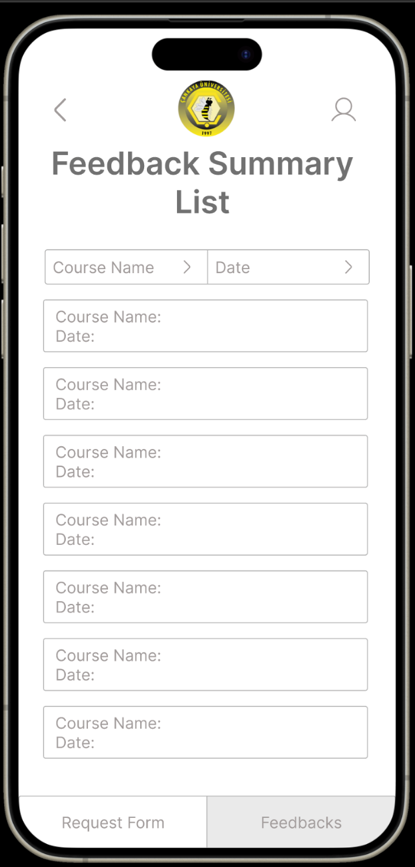 ÇANKAYA ÜNİVERSİTESİ
1997
Feedback Summary
List
Course Name
Date
Course Name:
Date:
Course Name:
Date:
Course Name:
Date:
Course Name:
Date:
Course Name:
Date:
Course Name:
Date:
Course Name:
Date:
Request Form
Feedbacks